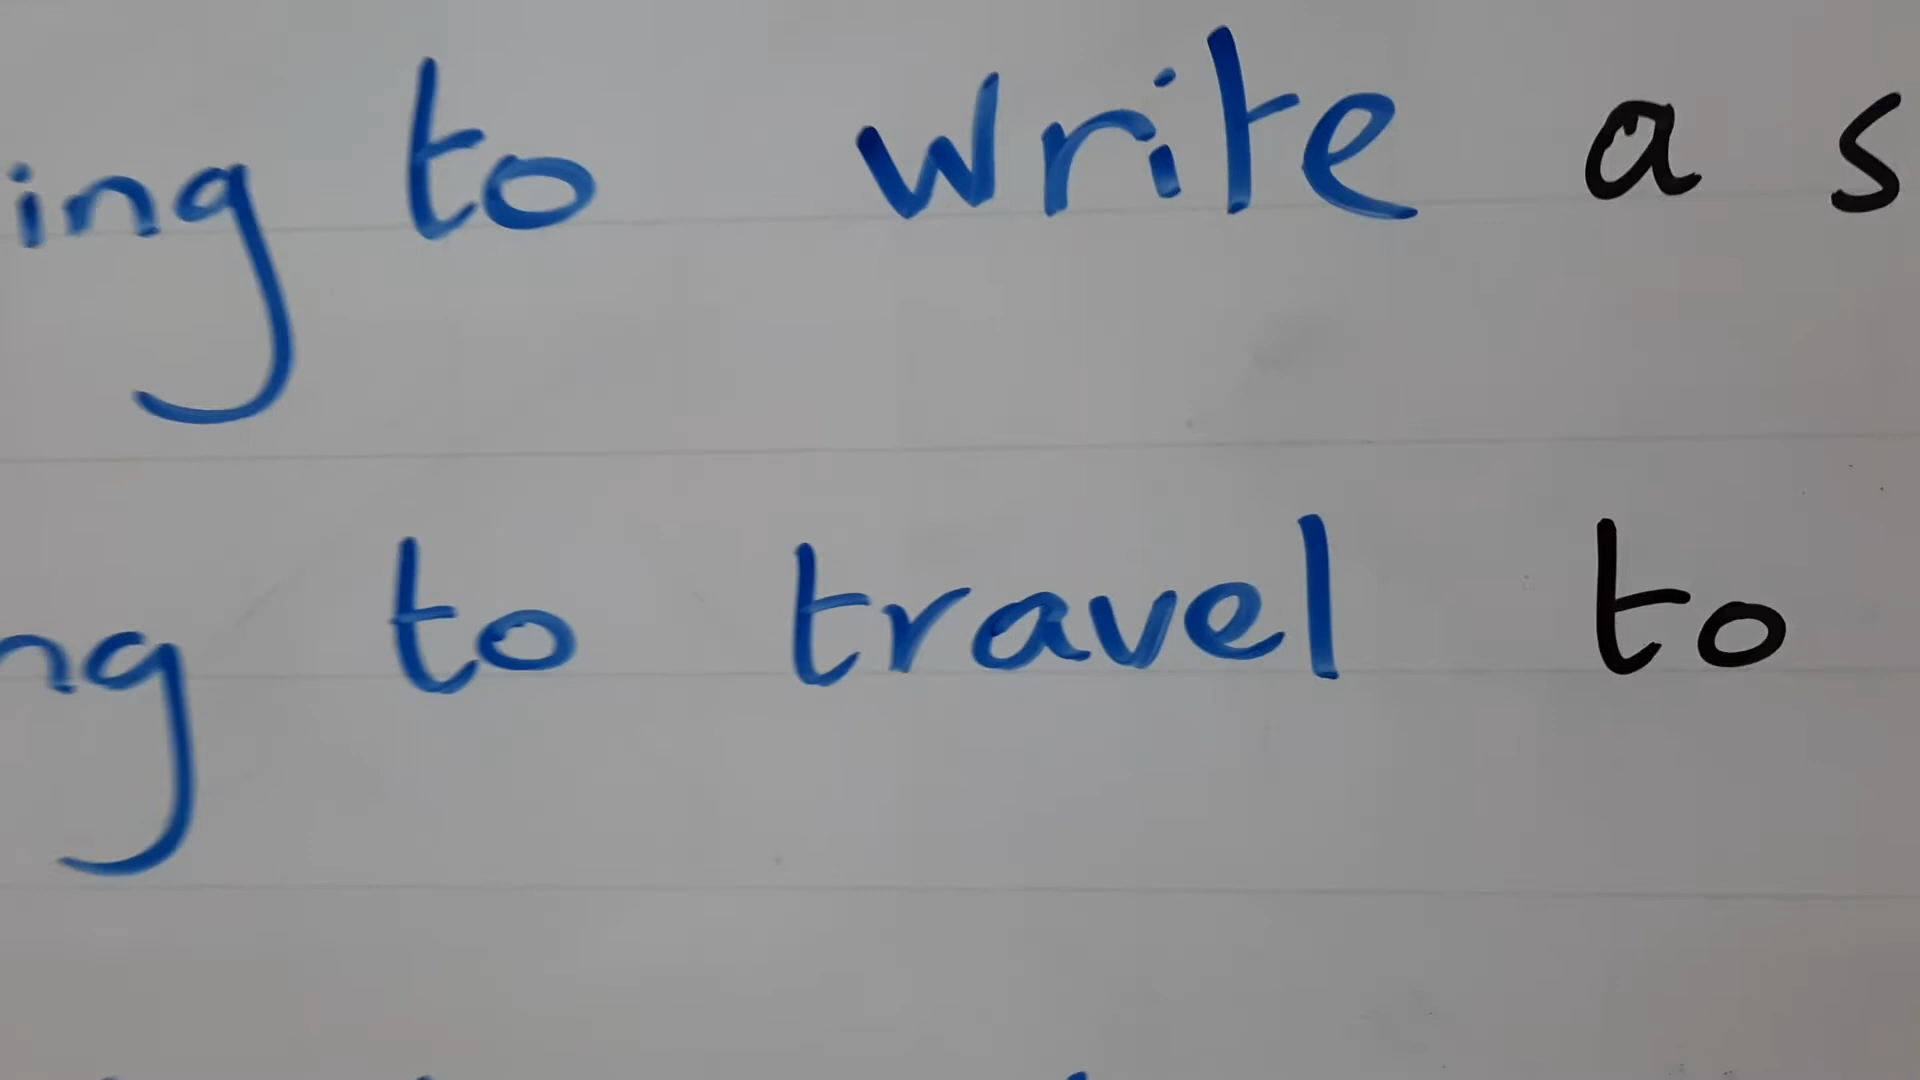 ing to write a s
ng to travel to